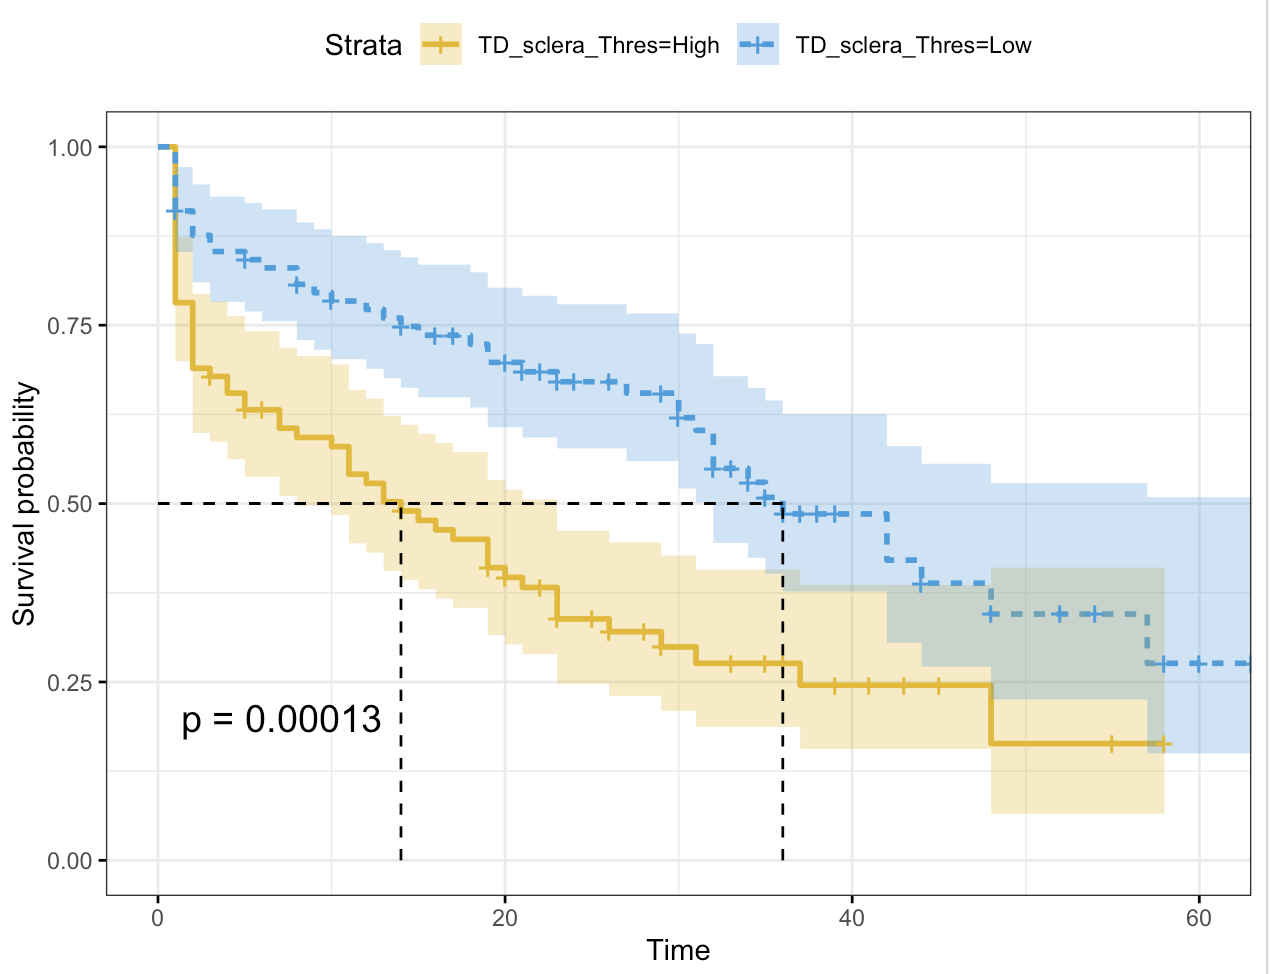 Strata TD_sclera_Thres=High TD_sclera_Thres=Low
1.00
0.75
0.50
0.25
0.00
Survival probability
p = 0.00013
0 20 40 60
Time